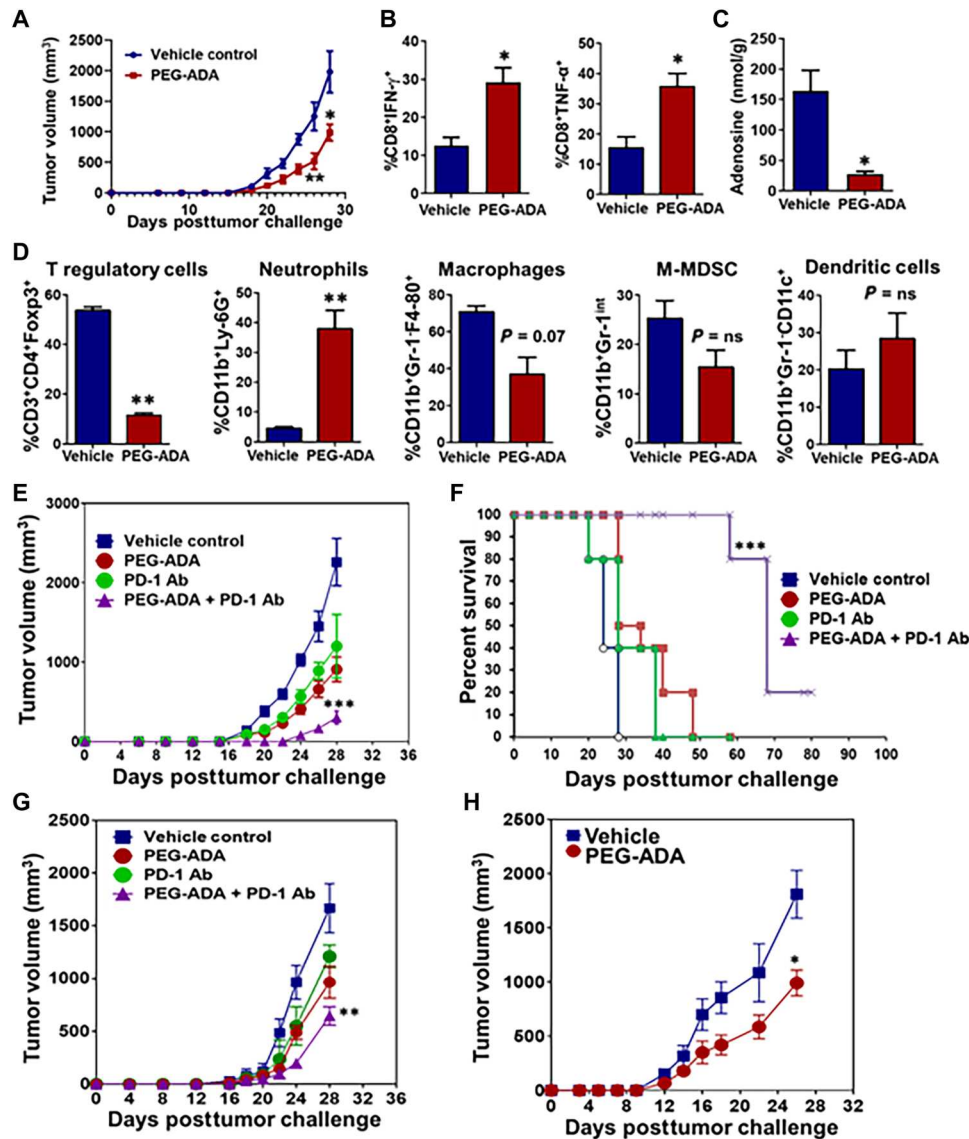 A
Tumor volume (mm³)
2500
2000
1500
1000
500
0
Vehicle control
PEG-ADA
*
**
0 10 20 30
Days posttumor challenge
B
%CD8⁺IFN-γ⁺
40
30
20
10
0
*
Vehicle PEG-ADA
%CD8⁺TNF-α⁺
60
40
20
0
*
Vehicle PEG-ADA
C
Adenosine (nmol/g)
250
200
150
100
50
0
*
Vehicle PEG-ADA
D
T regulatory cells
%CD3⁺CD4⁺Foxp3⁺
60
40
20
0
**
Vehicle PEG-ADA
Neutrophils
%CD11b⁺Ly-6G⁺
50
40
30
20
10
0
**
Vehicle PEG-ADA
Macrophages
%CD11b⁺Gr-1⁻F4-80⁺
80
60
40
20
0
P = 0.07
Vehicle PEG-ADA
M-MDSC
%CD11b⁺Gr-1ⁱⁿᵗ
30
20
10
0
P = ns
Vehicle PEG-ADA
Dendritic cells
%CD11b⁺Gr-1⁻CD11c⁺
40
30
20
10
0
P = ns
Vehicle PEG-ADA
E
Tumor volume (mm³)
3000
2000
1000
0
Vehicle control
PEG-ADA
PD-1 Ab
PEG-ADA + PD-1 Ab
***
0 4 8 12 16 20 24 28 32 36
Days posttumor challenge
F
Percent survival
100
90
80
70
60
50
40
30
20
10
0
***
Vehicle control
PEG-ADA
PD-1 Ab
PEG-ADA + PD-1 Ab
0 10 20 30 40 50 60 70 80 90 100
Days posttumor challenge
G
Tumor volume (mm³)
2500
2000
1500
1000
500
0
Vehicle control
PEG-ADA
PD-1 Ab
PEG-ADA + PD-1 Ab
**
0 4 8 12 16 20 24 28 32 36
Days posttumor challenge
H
Tumor volume (mm³)
2500
2000
1500
1000
500
0
Vehicle
PEG-ADA
*
0 4 8 12 16 20 24 28 32
Days posttumor challenge